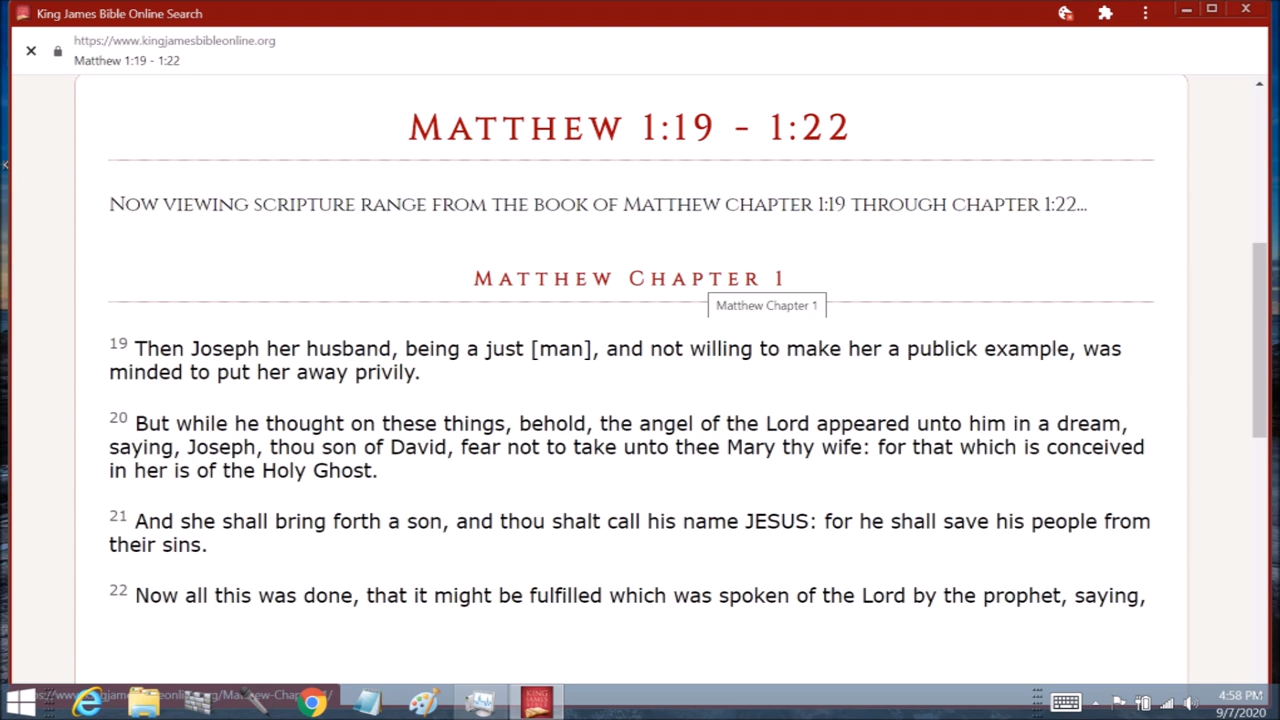 King James Bible Online Search
https://www.kingjamesbibleonline.org
Matthew 1:19 - 1:22
MATTHEW 1:19 - 1:22
NOW VIEWING SCRIPTURE RANGE FROM THE BOOK OF MATTHEW CHAPTER 1:19 THROUGH CHAPTER 1:22...
MATTHEW CHAPTER 1
Matthew Chapter 1
19 Then Joseph her husband, being a just [man], and not willing to make her a publick example, was
minded to put her away privily.
20 But while he thought on these things, behold, the angel of the Lord appeared unto him in a dream,
saying, Joseph, thou son of David, fear not to take unto thee Mary thy wife: for that which is conceived
in her is of the Holy Ghost.
21 And she shall bring forth a son, and thou shalt call his name JESUS: for he shall save his people from
their sins.
22 Now all this was done, that it might be fulfilled which was spoken of the Lord by the prophet, saying,
KING
JAMES
BIBLE
4:58 PM
9/7/2020